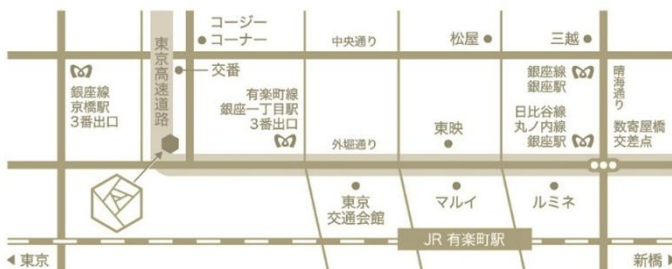 コージー
コーナー
中央通り
松屋
三越
東京高速道路
交番
銀座線
京橋駅
3番出口
有楽町線
銀座一丁目駅
3番出口
銀座線
銀座駅
晴海通り
日比谷線
丸ノ内線
銀座駅
数寄屋橋
交差点
外堀通り
東映
東京
交通会館
マルイ
ルミネ
JR 有楽町駅
東京
新橋